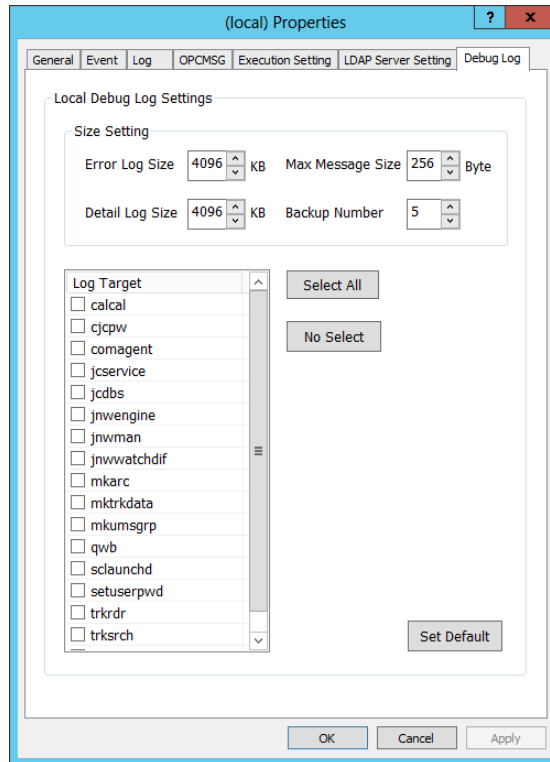 (local) Properties
?
x
General Event Log OPCMSG Execution Setting LDAP Server Setting Debug Log
Local Debug Log Settings
Size Setting
Error Log Size 4096 KB Max Message Size 256 Byte
Detail Log Size 4096 KB Backup Number 5
Log Target
Select All
calcal
cjcpw
No Select
comagent
jcservice
jcdbs
jnwengine
jnwman
jnwwatchdif
mkarc
mktrkdata
mkumsgrp
qwb
sclaunchd
setuserpwd
trkrdr
trksrch
Set Default
OK Cancel Apply